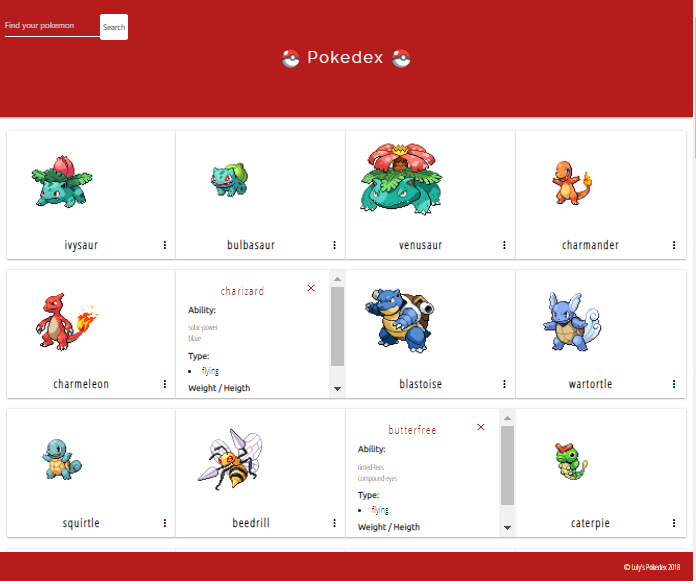 Find your pokemon
Search
Pokedex
ivysaur
bulbasaur
venusaur
charmander
charmeleon
charizard
Ability:
solar-power
blaze
Type:
flying
Weight / Heigth
blastoise
wartortle
squirtle
beedrill
butterfree
Ability:
tinted-lens
compound-eyes
Type:
flying
Weight / Heigth
caterpie
© Luly's Pokedex 2018